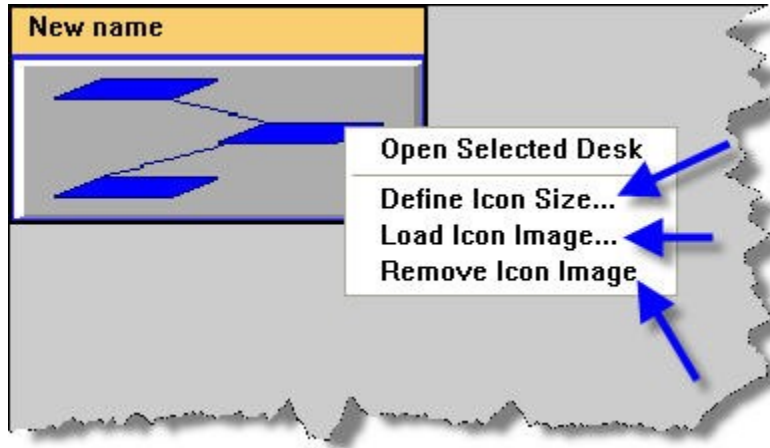 New name
Open Selected Desk
Define Icon Size...
Load Icon Image...
Remove Icon Image